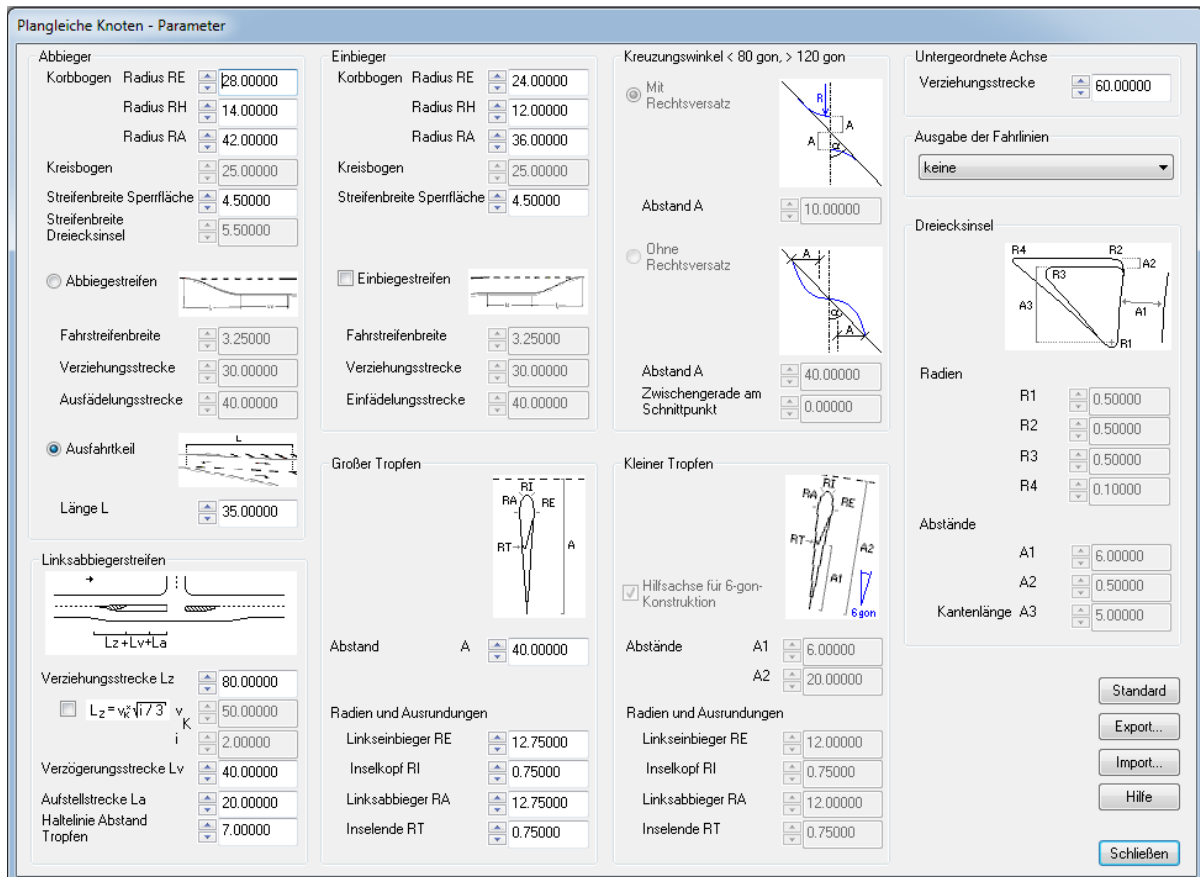 Plangleiche Knoten - Parameter
Abbieger
Korbbogen Radius RE 28.00000
Radius RH 14.00000
Radius RA 42.00000
Kreisbogen 25.00000
Streifenbreite Sperrfläche 4.50000
Streifenbreite
Dreiecksinsel 5.50000
Abbiegestreifen
Fahrstreifenbreite 3.25000
Verziehungsstrecke 30.00000
Ausfädelungsstrecke 40.00000
Ausfahrtkeil
L
Länge L 35.00000
Linksabbiegerstreifen
Lz+Lv+La
Verziehungsstrecke Lz 80.00000
Lz=vK*√i/3 v
K 50.00000
i 2.00000
Verzögerungsstrecke Lv 40.00000
Aufstellstrecke La 20.00000
Haltelinie Abstand
Tropfen 7.00000
Einbieger
Korbbogen Radius RE 24.00000
Radius RH 12.00000
Radius RA 36.00000
Kreisbogen 25.00000
Streifenbreite Sperrfläche 4.50000
Einbiegestreifen
Fahrstreifenbreite 3.25000
Verziehungsstrecke 30.00000
Einfädelungsstrecke 40.00000
Großer Tropfen
RI
RA RE
RT A
Abstand A 40.00000
Radien und Ausrundungen
Linkseinbieger RE 12.75000
Inselkopf RI 0.75000
Linksabbieger RA 12.75000
Inselende RT 0.75000
Kreuzungswinkel < 80 gon, > 120 gon
Mit
Rechtsversatz
R
A
A α
Abstand A 10.00000
Ohne
Rechtsversatz
A
α
A
Abstand A 40.00000
Zwischengerade am
Schnittpunkt 0.00000
Kleiner Tropfen
RI
RA RE
RT A2
A1
6gon
Hilfsachse für 6-gon-
Konstruktion
Abstände A1 6.00000
A2 20.00000
Radien und Ausrundungen
Linkseinbieger RE 12.00000
Inselkopf RI 0.75000
Linksabbieger RA 12.00000
Inselende RT 0.75000
Untergeordnete Achse
Verziehungsstrecke 60.00000
Ausgabe der Fahrlinien
keine
Dreiecksinsel
R4 R2
R3 A2
A3 A1
R1
Radien
R1 0.50000
R2 0.50000
R3 0.50000
R4 0.10000
Abstände
A1 6.00000
A2 0.50000
Kantenlänge A3 5.00000
Standard
Export...
Import...
Hilfe
Schließen